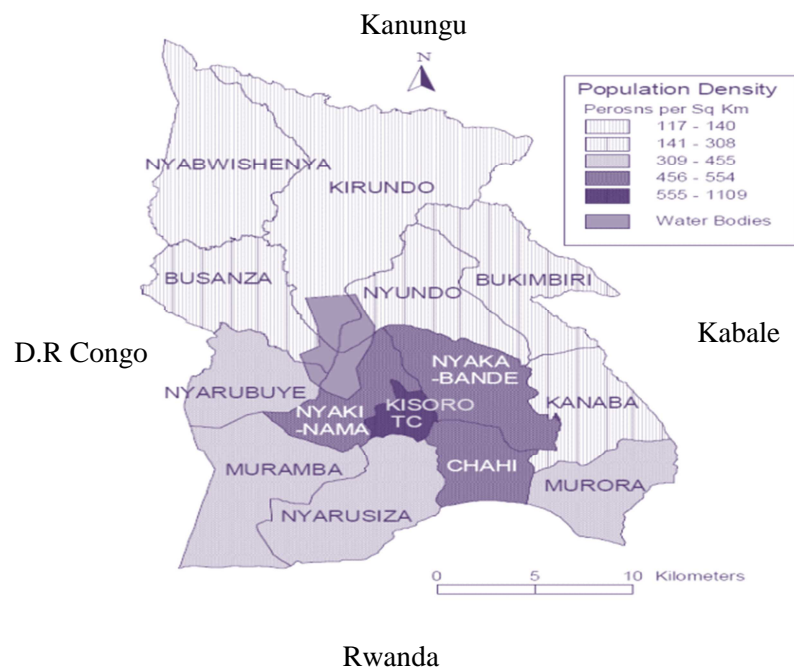 Kanungu
N
Population Density
Perosns per Sq Km
117 - 140
141 - 308
309 - 455
456 - 554
555 - 1109
Water Bodies
NYABWISHENYA
KIRUNDO
BUSANZA
NYUNDO
BUKIMBIRI
D.R Congo
Kabale
NYARUBUYE
NYAKA
-BANDE
KANABA
NYAKI
-NAMA
KISORO
TC
MURAMBA
CHAHI
MURORA
NYARUSIZA
0 5 10 Kilometers
Rwanda